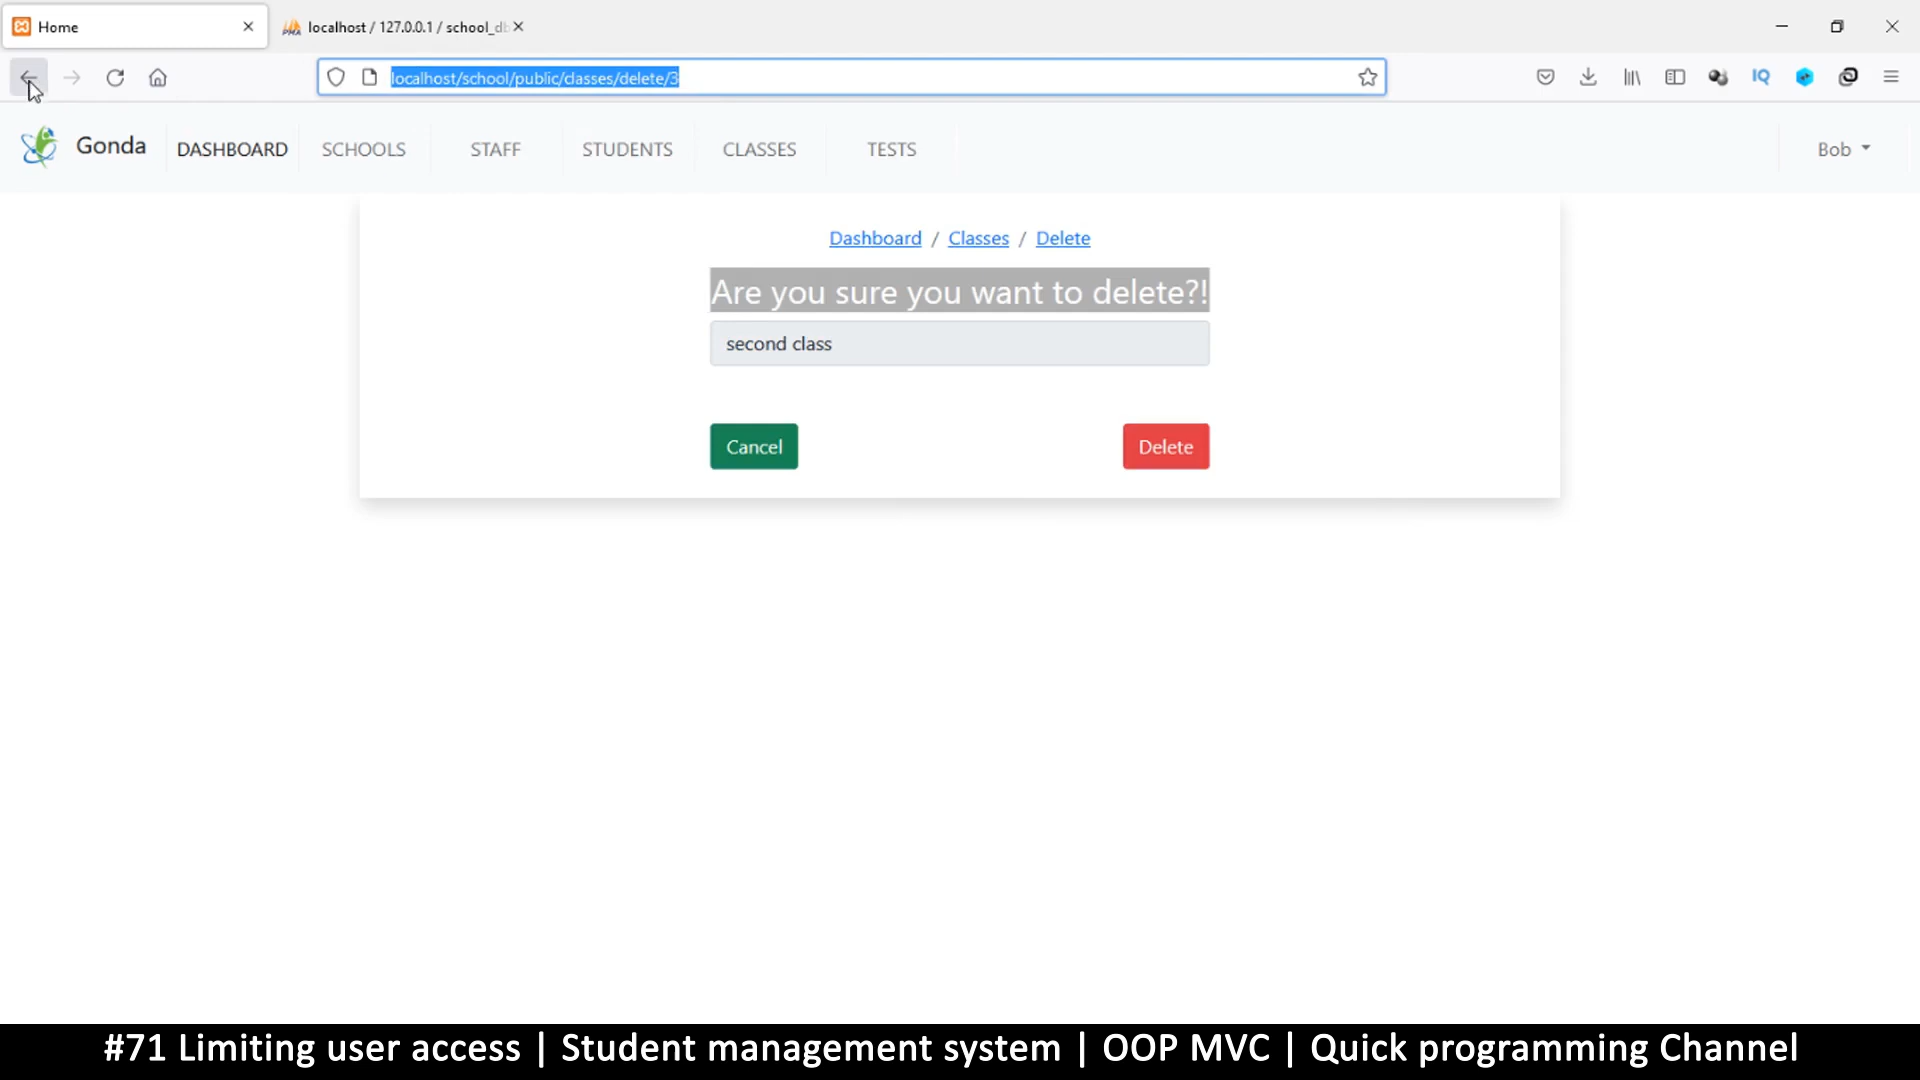 Home
localhost / 127.0.0.1 / school_db
localhost/school/public/classes/delete/3
IQ
Gonda
DASHBOARD
SCHOOLS
STAFF
STUDENTS
CLASSES
TESTS
Bob
Dashboard / Classes / Delete
Are you sure you want to delete?!
second class
Cancel
Delete
#71 Limiting user access | Student management system | OOP MVC | Quick programming Channel